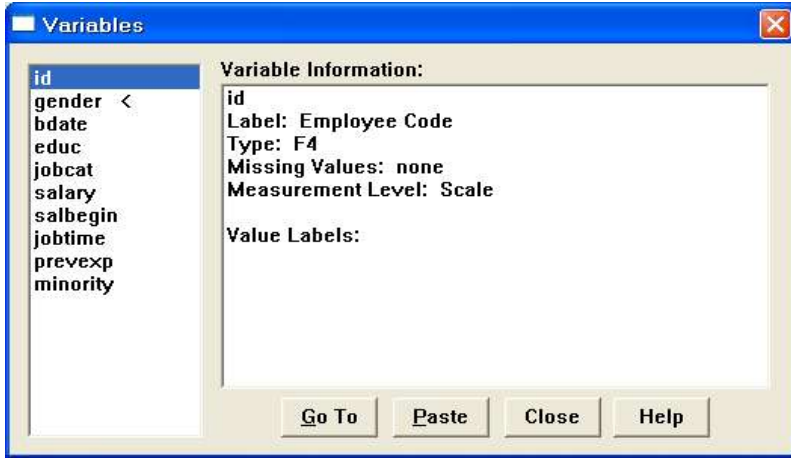 Variables
id
gender <
bdate
educ
jobcat
salary
salbegin
jobtime
prevexp
minority
Variable Information:
id
Label: Employee Code
Type: F4
Missing Values: none
Measurement Level: Scale
Value Labels:
Go To
Paste
Close
Help